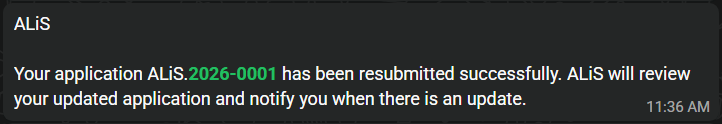 ALiS
Your application ALiS.2026-0001 has been resubmitted successfully. ALiS will review
your updated application and notify you when there is an update.
11:36 AM